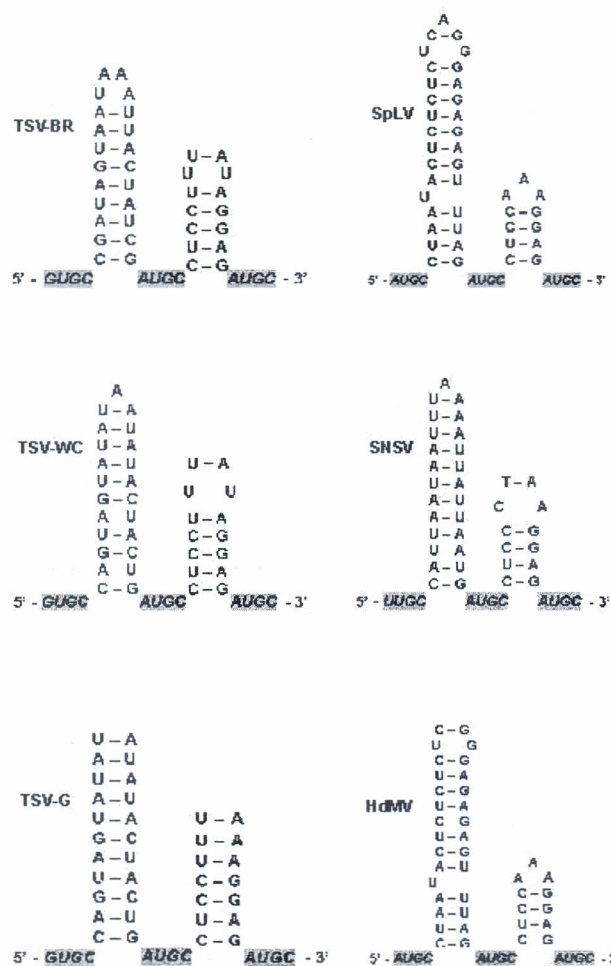 TSV-BR
A A
U A
A–U
A–U
U–A
G–C
A–U
U–A
A–U
G–C
C–G
U–A
U U
U–A
C–G
C–G
U–A
C–G
5' - GUGC AUGC AUGC - 3'
SpLV
A
C–G
U G
C–G
U–A
C–G
U–A
C–G
U–A
C–G
A–U
U
A–U
A–U
U–A
C–G
A
A A
C–G
C–G
U–A
C–G
5' - AUGC AUGC AUGC - 3'
TSV-WC
A
U–A
A–U
U–A
A–U
U–A
G–C
A–U
U–A
G–C
A–U
C–G
U–A
U U
U–A
C–G
C–G
U–A
C–G
5' - GUGC AUGC AUGC - 3'
SNSV
A
U–A
U–A
U–A
A–U
A–U
U–A
A–U
A–U
U–A
U–A
A–U
C–G
T–A
C A
C–G
C–G
U–A
C–G
5' - UUGC AUGC AUGC - 3'
TSV-G
U–A
A–U
U–A
A–U
U–A
G–C
A–U
U–A
G–C
A–U
C–G
U–A
U–A
U–A
C–G
C–G
U–A
C–G
5' - GUGC AUGC AUGC - 3'
HdMV
C–G
U G
C–G
U–A
C–G
U–A
C–G
U–A
C–G
A–U
U
A–U
A–U
U–A
C–G
A
A A
C–G
C–G
U–A
C–G
5' - AUGC AUGC AUGC - 3